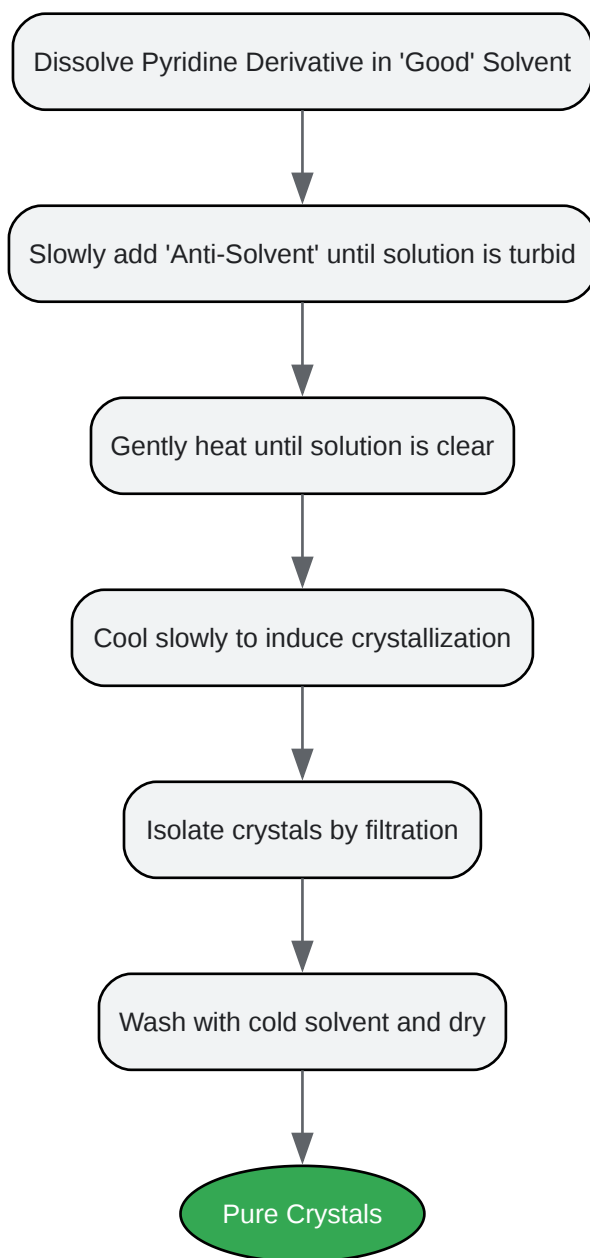 Dissolve Pyridine Derivative in 'Good' Solvent
Slowly add 'Anti-Solvent' until solution is turbid
Gently heat until solution is clear
Cool slowly to induce crystallization
Isolate crystals by filtration
Wash with cold solvent and dry
Pure Crystals